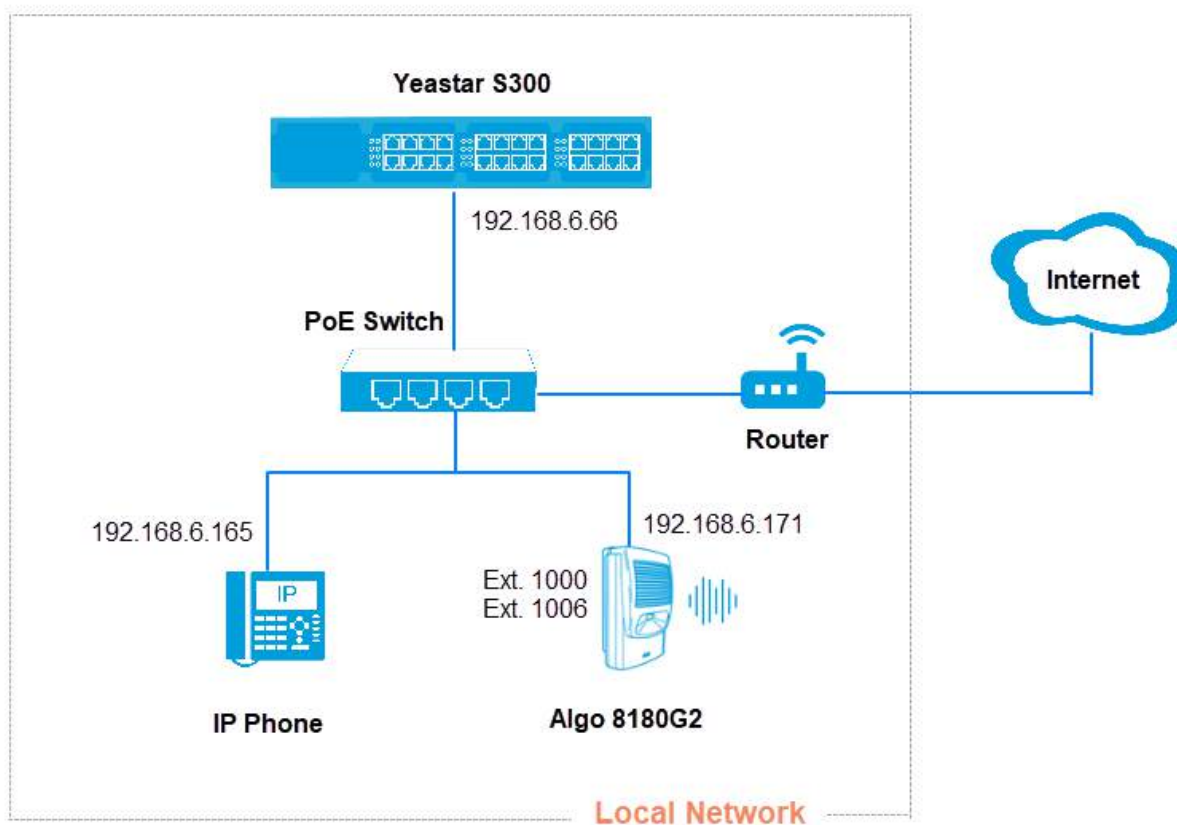 Yeastar S300
192.168.6.66
Internet
PoE Switch
Router
192.168.6.165
192.168.6.171
IP
Ext. 1000
Ext. 1006
IP Phone
Algo 8180G2
Local Network